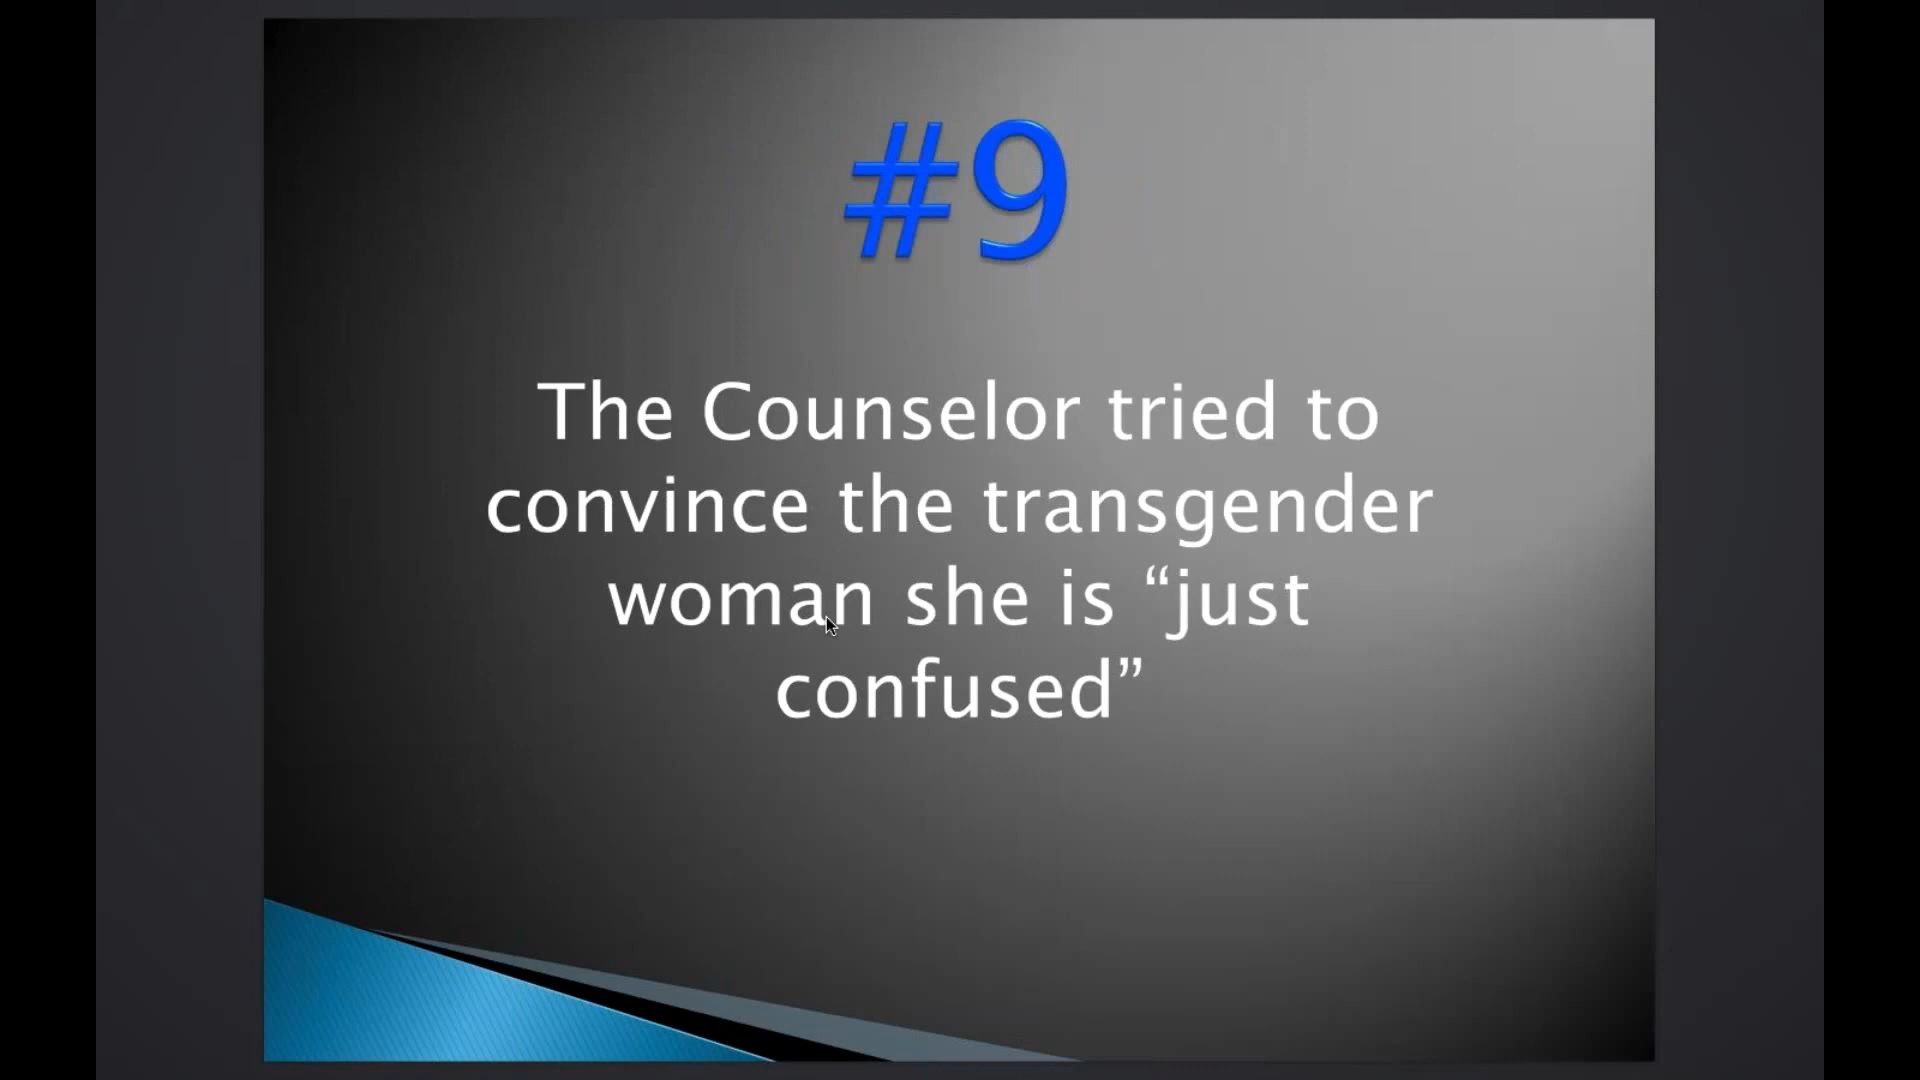 #9
The Counselor tried to
convince the transgender
woman she is “just
confused”